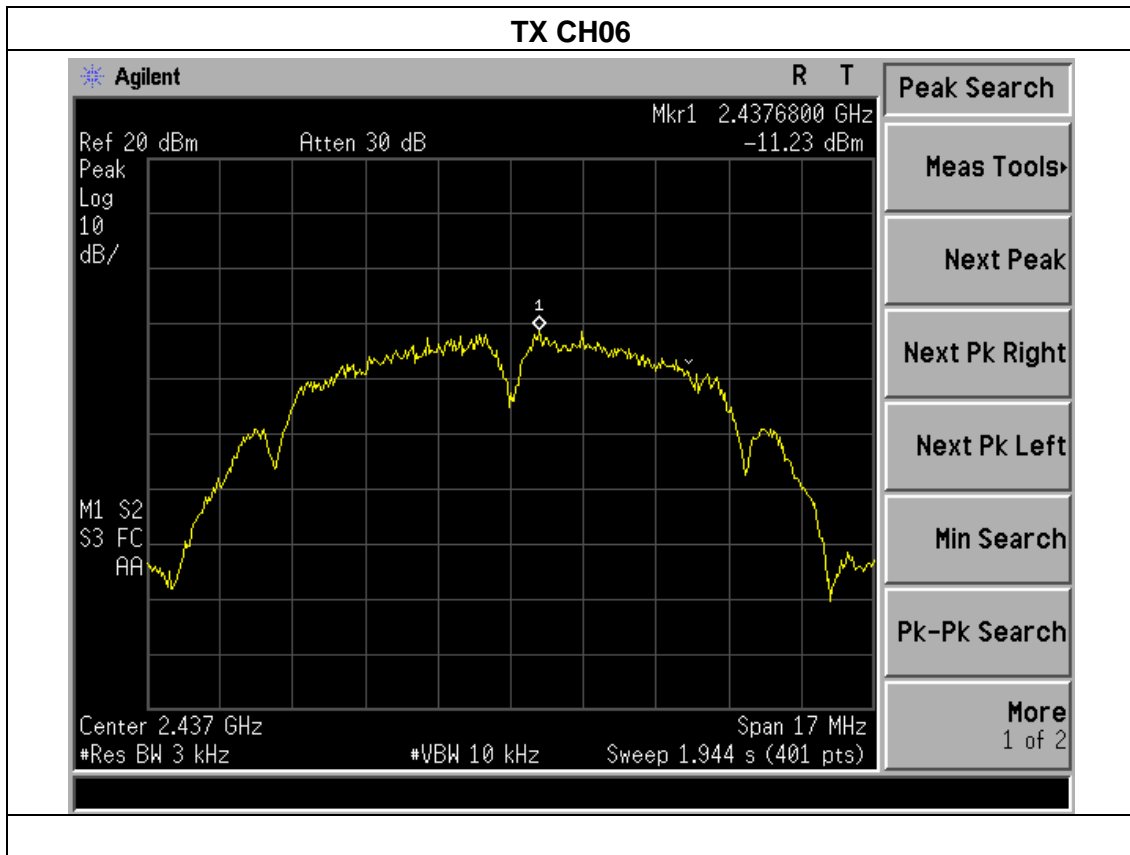 TX CH06
Agilent R T
Peak Search
Mkr1 2.4376800 GHz
Ref 20 dBm Atten 30 dB -11.23 dBm
Peak
Log
10
dB/
1
M1 S2
S3 FC
AA
Center 2.437 GHz Span 17 MHz
#Res BW 3 kHz #VBW 10 kHz Sweep 1.944 s (401 pts)
Meas Tools
Next Peak
Next Pk Right
Next Pk Left
Min Search
Pk-Pk Search
More
1 of 2